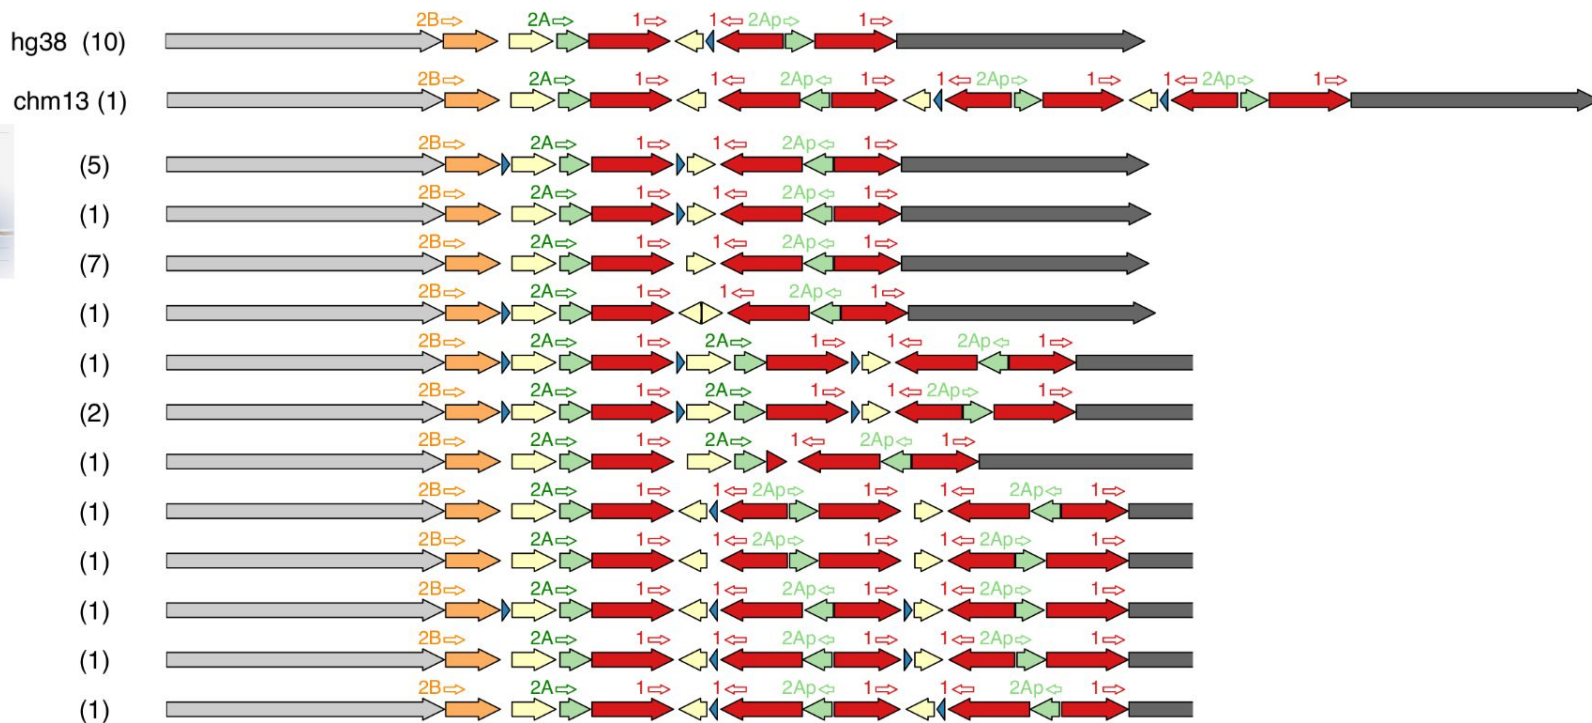 2B 2A 1 1 2Ap 1
hg38 (10)
2B 2A 1 1 2Ap 1 1 2Ap 1 1 2Ap 1
chm13 (1)
2B 2A 1 1 2Ap 1
(5)
2B 2A 1 1 2Ap 1
(1)
2B 2A 1 1 2Ap 1
(7)
2B 2A 1 1 2Ap 1
(1)
2B 2A 1 2A 1 1 2Ap 1
(1)
2B 2A 1 2A 1 1 2Ap 1
(2)
2B 2A 1 2A 1 2Ap 1
(1)
2B 2A 1 1 2Ap 1 1 2Ap 1
(1)
2B 2A 1 1 2Ap 1 1 2Ap 1
(1)
2B 2A 1 1 2Ap 1 1 2Ap 1
(1)
2B 2A 1 1 2Ap 1 1 2Ap 1
(1)
2B 2A 1 1 2Ap 1 1 2Ap 1
(1)